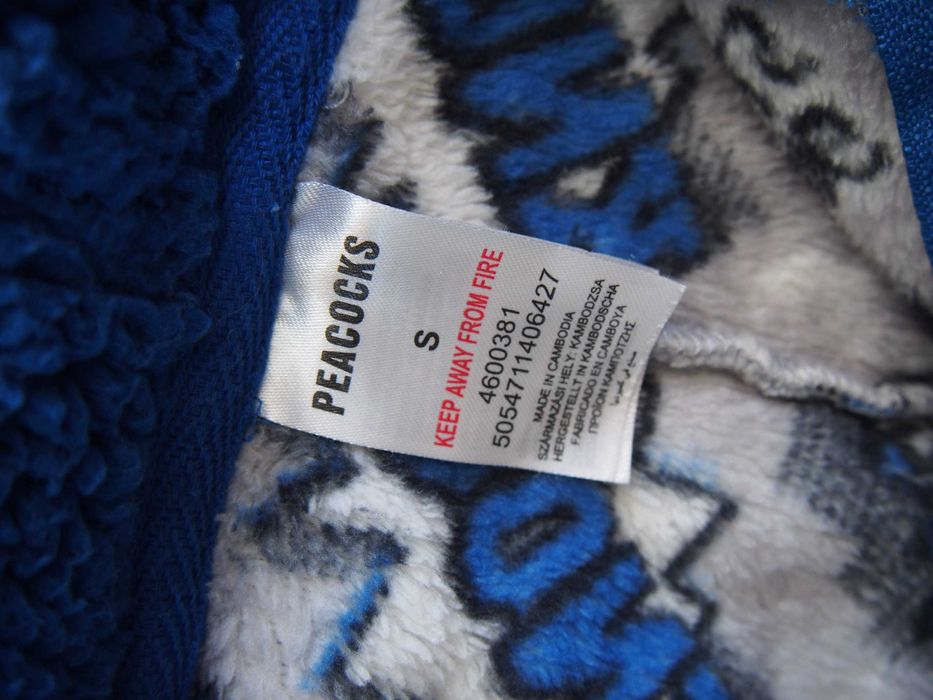 PEACOCKS
S
KEEP AWAY FROM FIRE
4600381
5054711406427
MADE IN CAMBODIA
SZÁRMAZÁSI HELY: KAMBODZSA
HERGESTELLT IN KAMBODSCHA
FABRICADO EN CAMBOYA
ΠΡΟΪΟΝ ΚΑΜΠΟΤΖΗΣ